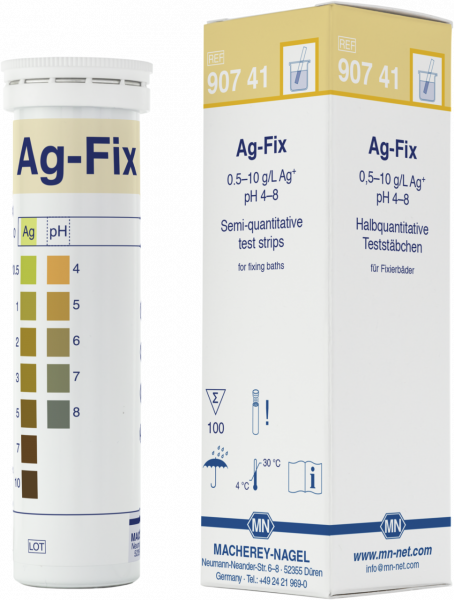 Ag-Fix
0 Ag pH
0.5 4
1 5
2 6
3 7
5 8
7
10
LOT
MACHEREY-NAGEL
REF
907 41
Ag-Fix
0.5–10 g/L Ag+
pH 4–8
Semi-quantitative
test strips
for fixing baths
Σ
100
!
4 °C 30 °C
i
MN
MACHEREY-NAGEL
Neumann-Neander-Str. 6–8 · 52355 Düren
Germany · Tel.: +49 24 21 969-0
REF
907 41
Ag-Fix
0,5–10 g/L Ag+
pH 4–8
Halbquantitative
Teststäbchen
für Fixierbäder
MN
www.mn-net.com
info@mn-net.com